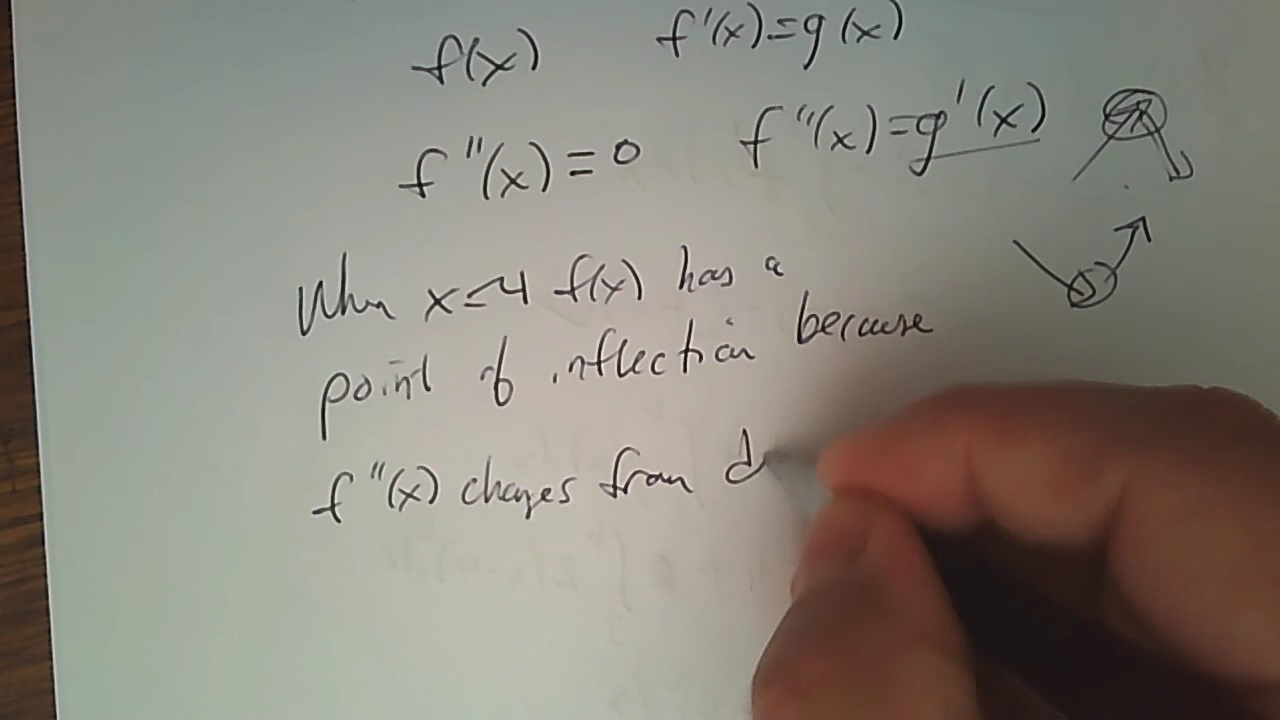 f(x) f'(x)=g(x)
f"(x)=0 f"(x)=g'(x)
When x=4 f(x) has a
point of inflection because
f"(x) changes from d